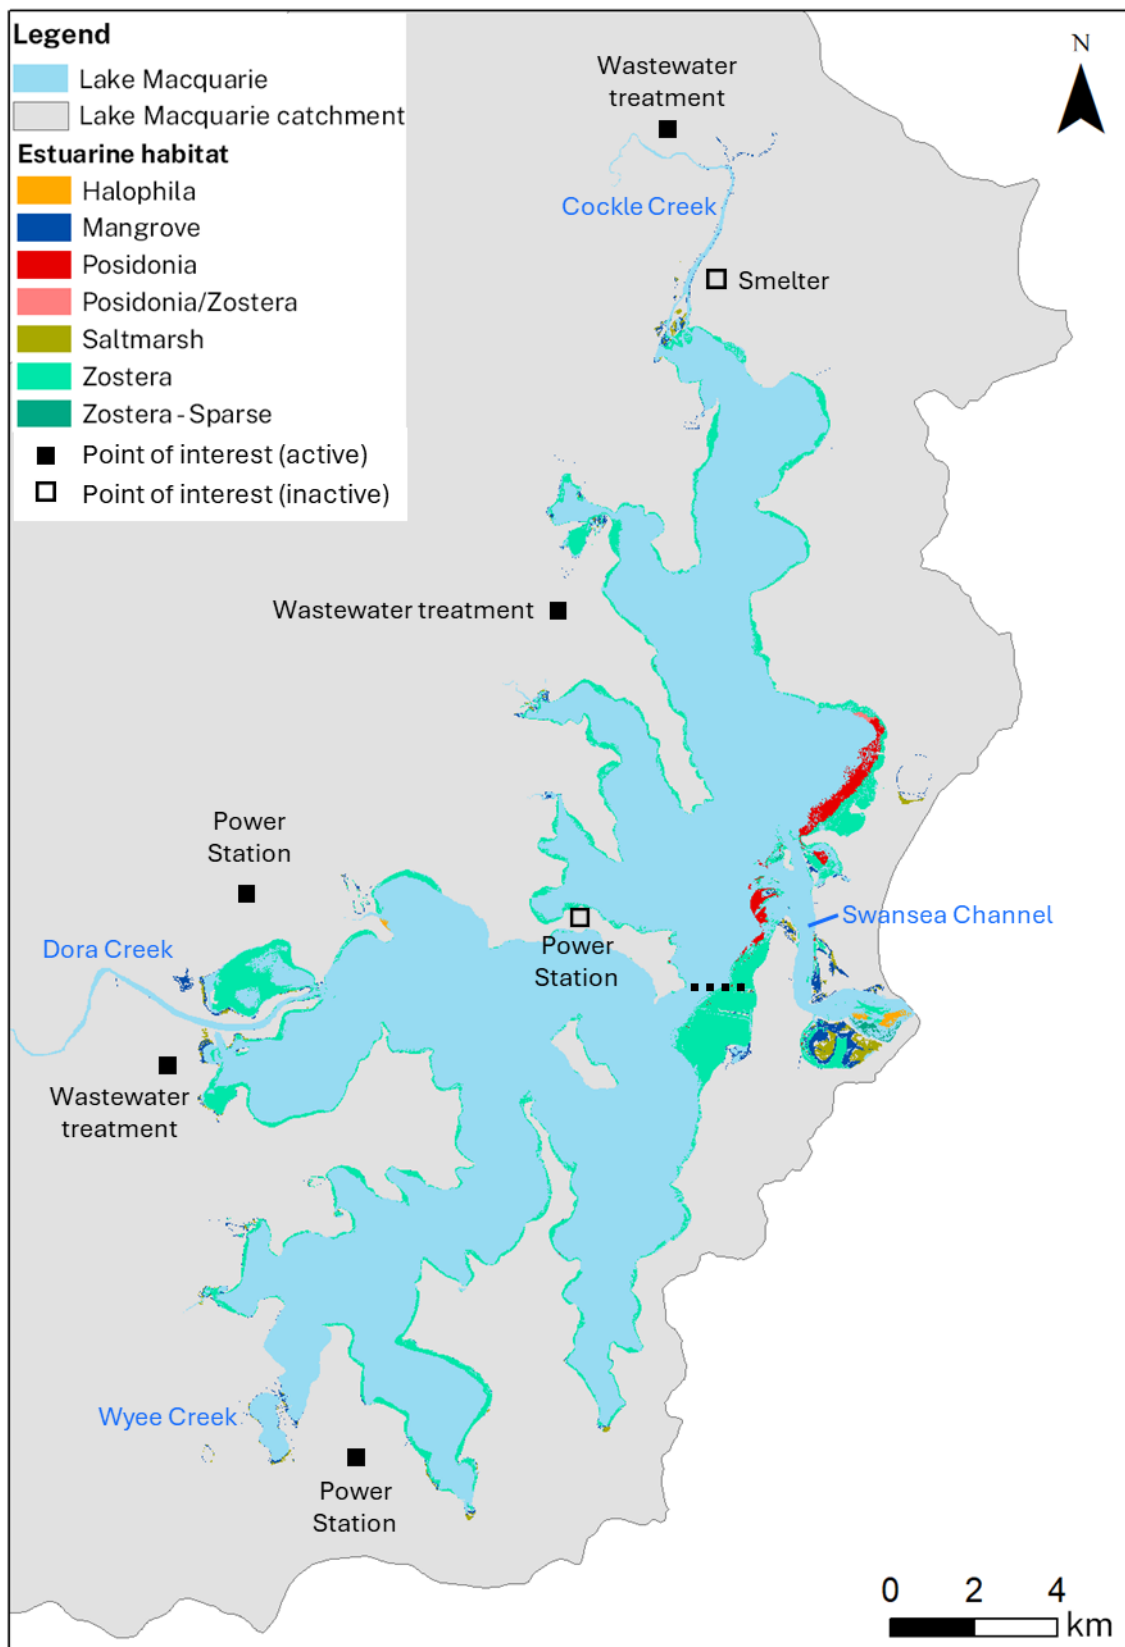 Legend
Lake Macquarie
Lake Macquarie catchment
Estuarine habitat
Halophila
Mangrove
Posidonia
Posidonia/Zostera
Saltmarsh
Zostera
Zostera - Sparse
Point of interest (active)
Point of interest (inactive)
N
Wastewater
treatment
Cockle Creek
Smelter
Wastewater treatment
Power
Station
Swansea Channel
Dora Creek
Power
Station
Wastewater
treatment
Wyee Creek
Power
Station
0 2 4
km